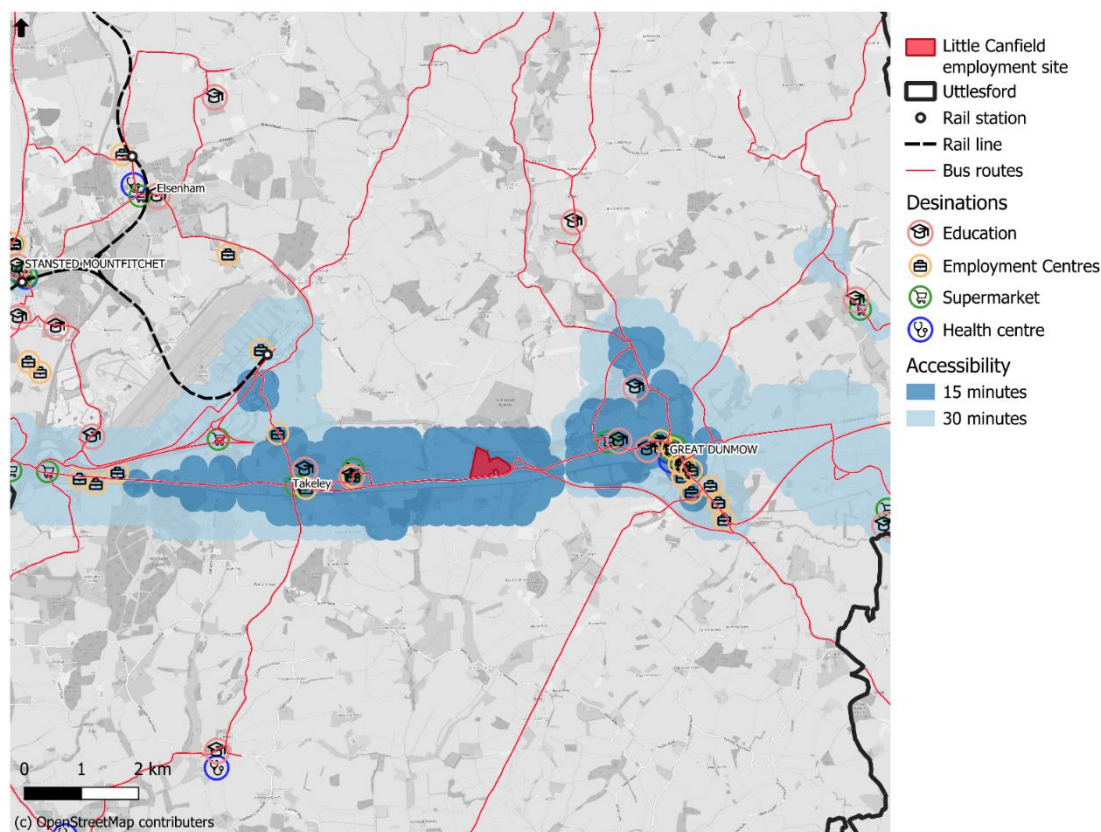 Elsenham
STANSTED MOUNTFITCHET
GREAT DUNMOW
Takeley
0 1 2 km
(c) OpenStreetMap contributers
Little Canfield
employment site
Uttlesford
Rail station
Rail line
Bus routes
Desinations
Education
Employment Centres
Supermarket
Health centre
Accessibility
15 minutes
30 minutes